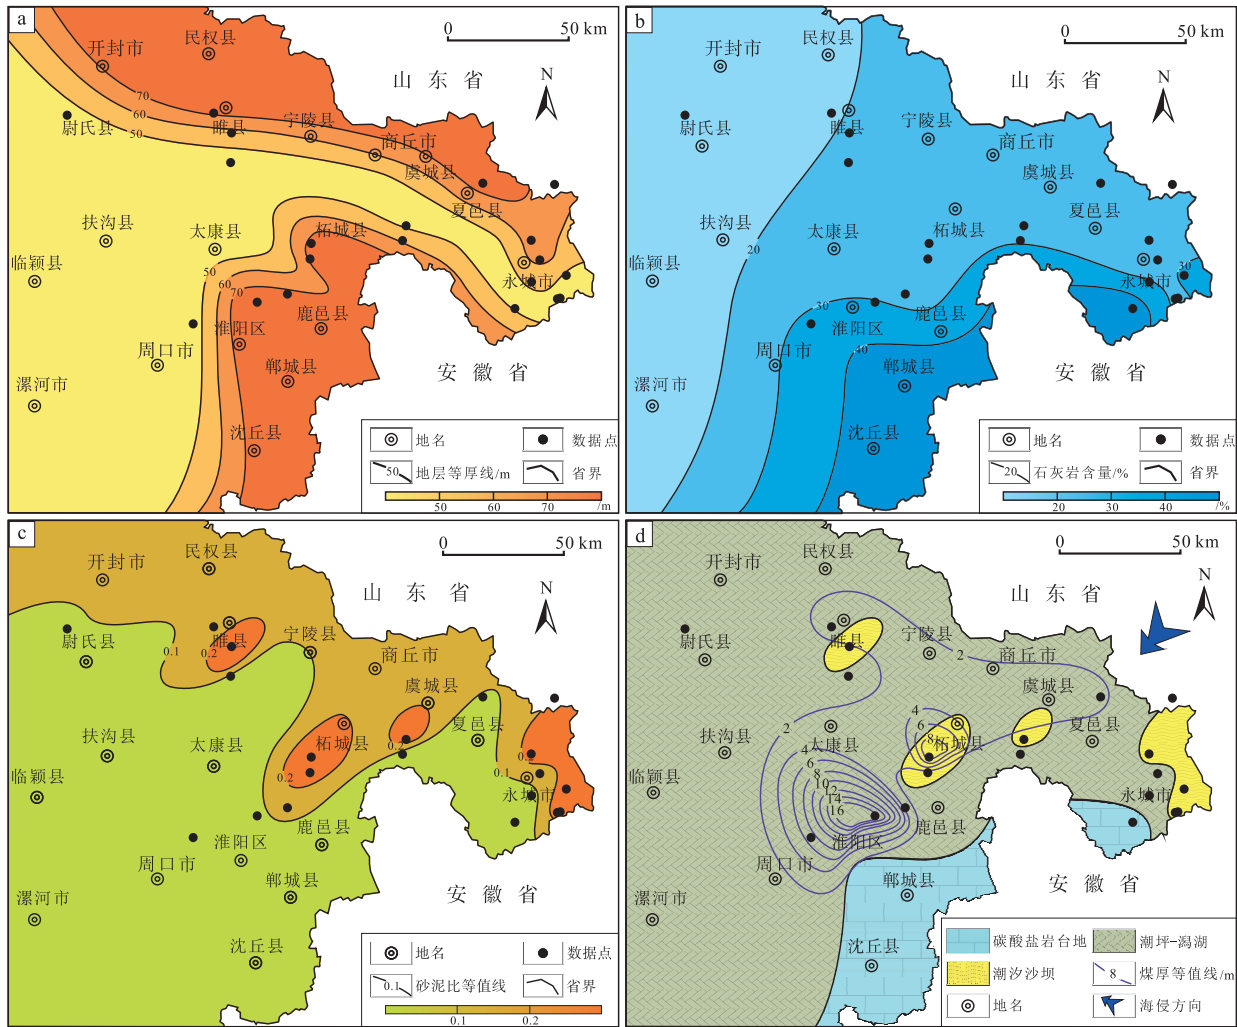 a
0
50 km
民权县
开封市
山东省
N
70
60
50
尉氏县
睢县
宁陵县
商丘市
虞城县
夏邑县
扶沟县
太康县
柘城县
临颍县
50
60
70
永城市
淮阳区
鹿邑县
周口市
郸城县
安徽省
漯河市
沈丘县
地名
数据点
50
地层等厚线/m
省界
50
60
70
/m
b
0
50 km
民权县
开封市
山东省
N
尉氏县
睢县
宁陵县
商丘市
虞城县
夏邑县
扶沟县
太康县
柘城县
20
临颍县
30
永城市
30
淮阳区
鹿邑县
40
周口市
郸城县
安徽省
漯河市
沈丘县
地名
数据点
20
石灰岩含量/%
省界
20
30
40
/%
c
0
50 km
民权县
开封市
山东省
N
尉氏县
睢县
宁陵县
0.1
0.2
商丘市
虞城县
夏邑县
扶沟县
太康县
柘城县
0.2
0.2
临颍县
0.2
0.1
永城市
淮阳区
鹿邑县
周口市
郸城县
安徽省
漯河市
沈丘县
地名
数据点
0.1
砂泥比等值线
省界
0.1
0.2
d
0
50 km
民权县
开封市
山东省
N
尉氏县
睢县
宁陵县
2
商丘市
虞城县
夏邑县
扶沟县
2
4
6
8
太康县
柘城县
4
6
8
10
12
14
16
临颍县
永城市
淮阳区
鹿邑县
周口市
郸城县
安徽省
漯河市
沈丘县
碳酸盐岩台地
潮坪-潟湖
潮汐沙坝
8
煤厚等值线/m
地名
海侵方向